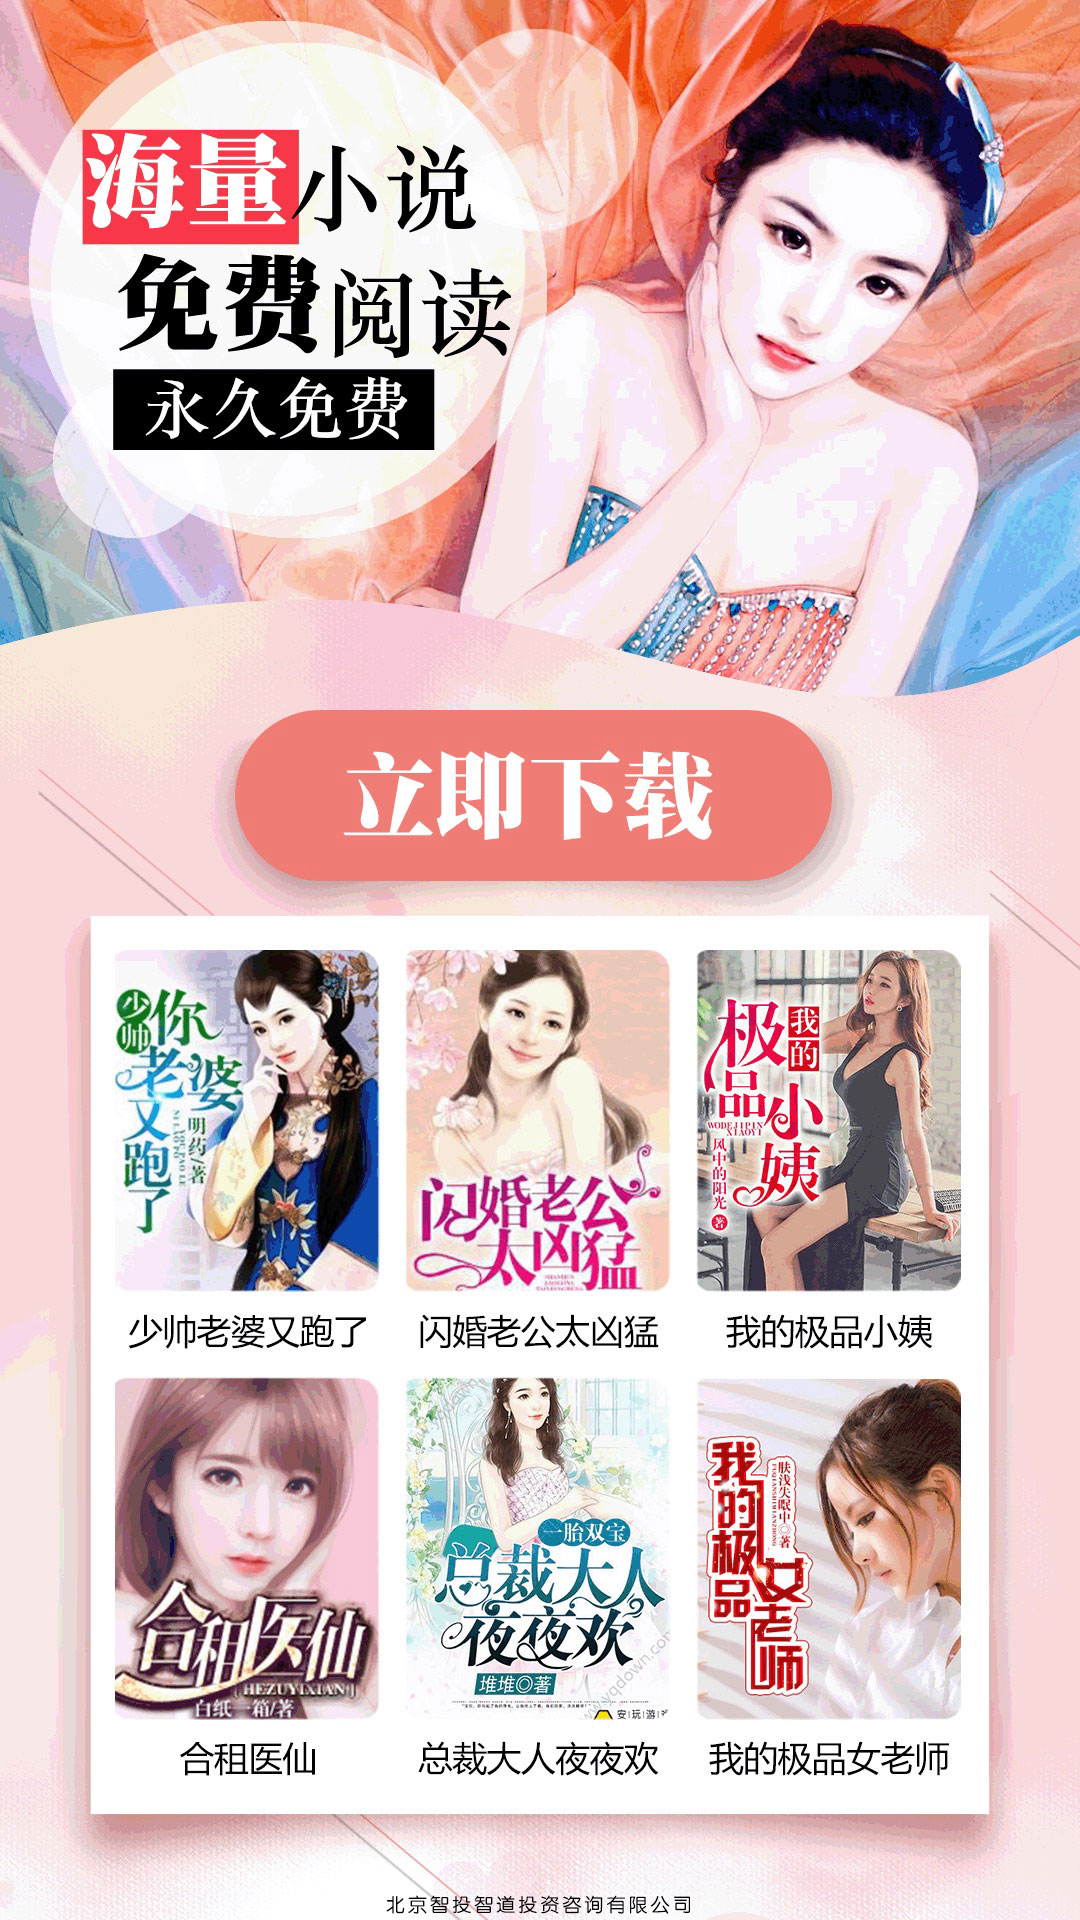 海量小说
免费阅读
永久免费
立即下载
少帅
你老婆又跑了
明药/著
闪婚老公
太凶猛
我的
极品小姨
WODEJIPIN
XIAOYI
风中的阳光 著
少帅老婆又跑了
闪婚老公太凶猛
我的极品小姨
合租医仙
HEZUYIXIAN
白纸一箱/著
一胎双宝
总裁大人
夜夜欢
堆堆◎著
安玩游
我的极品
女老师
肤浅失眠中◎著
合租医仙
总裁大人夜夜欢
我的极品女老师
北京智投智道投资咨询有限公司